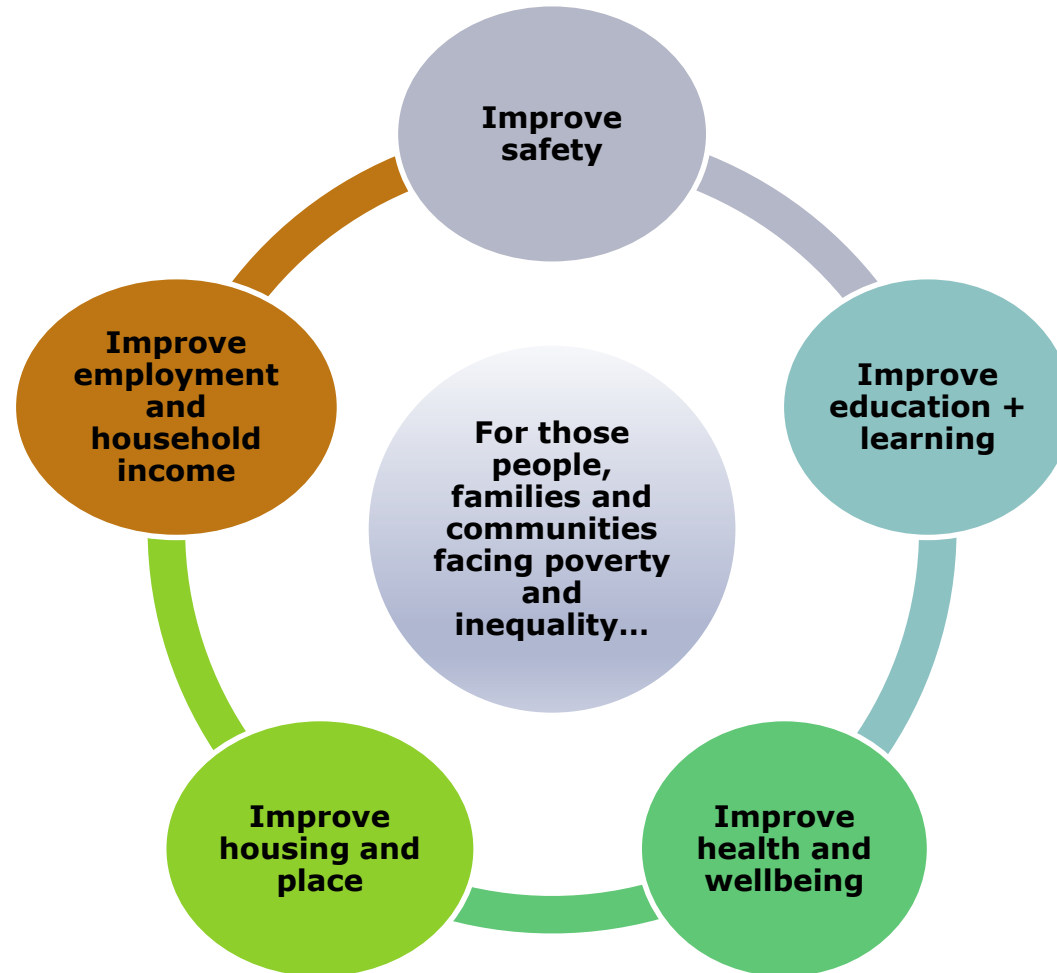 Improve
safety
Improve
education +
learning
Improve
health and
wellbeing
Improve
housing and
place
Improve
employment
and
household
income
For those
people,
families and
communities
facing poverty
and
inequality…